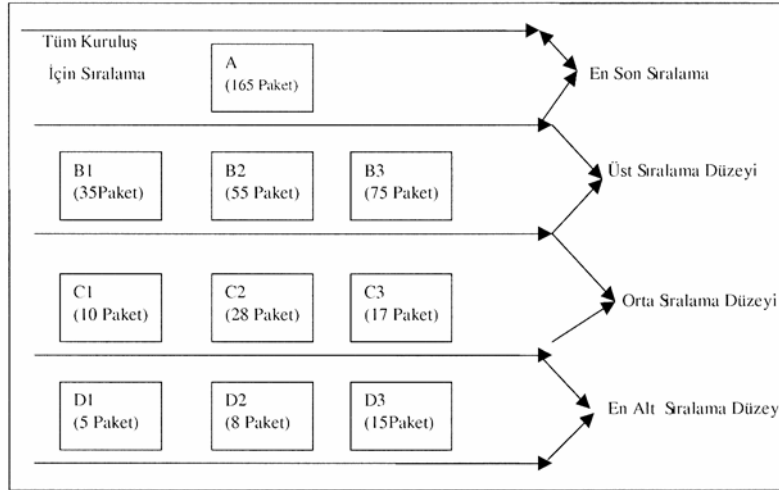 Tüm Kuruluş
İçin Sıralama
A
(165 Paket)
En Son Sıralama
B1
(35Paket)
B2
(55 Paket)
B3
(75 Paket)
Üst Sıralama Düzeyi
C1
(10 Paket)
C2
(28 Paket)
C3
(17 Paket)
Orta Sıralama Düzeyi
D1
(5 Paket)
D2
(8 Paket)
D3
(15Paket)
En Alt Sıralama Düzey